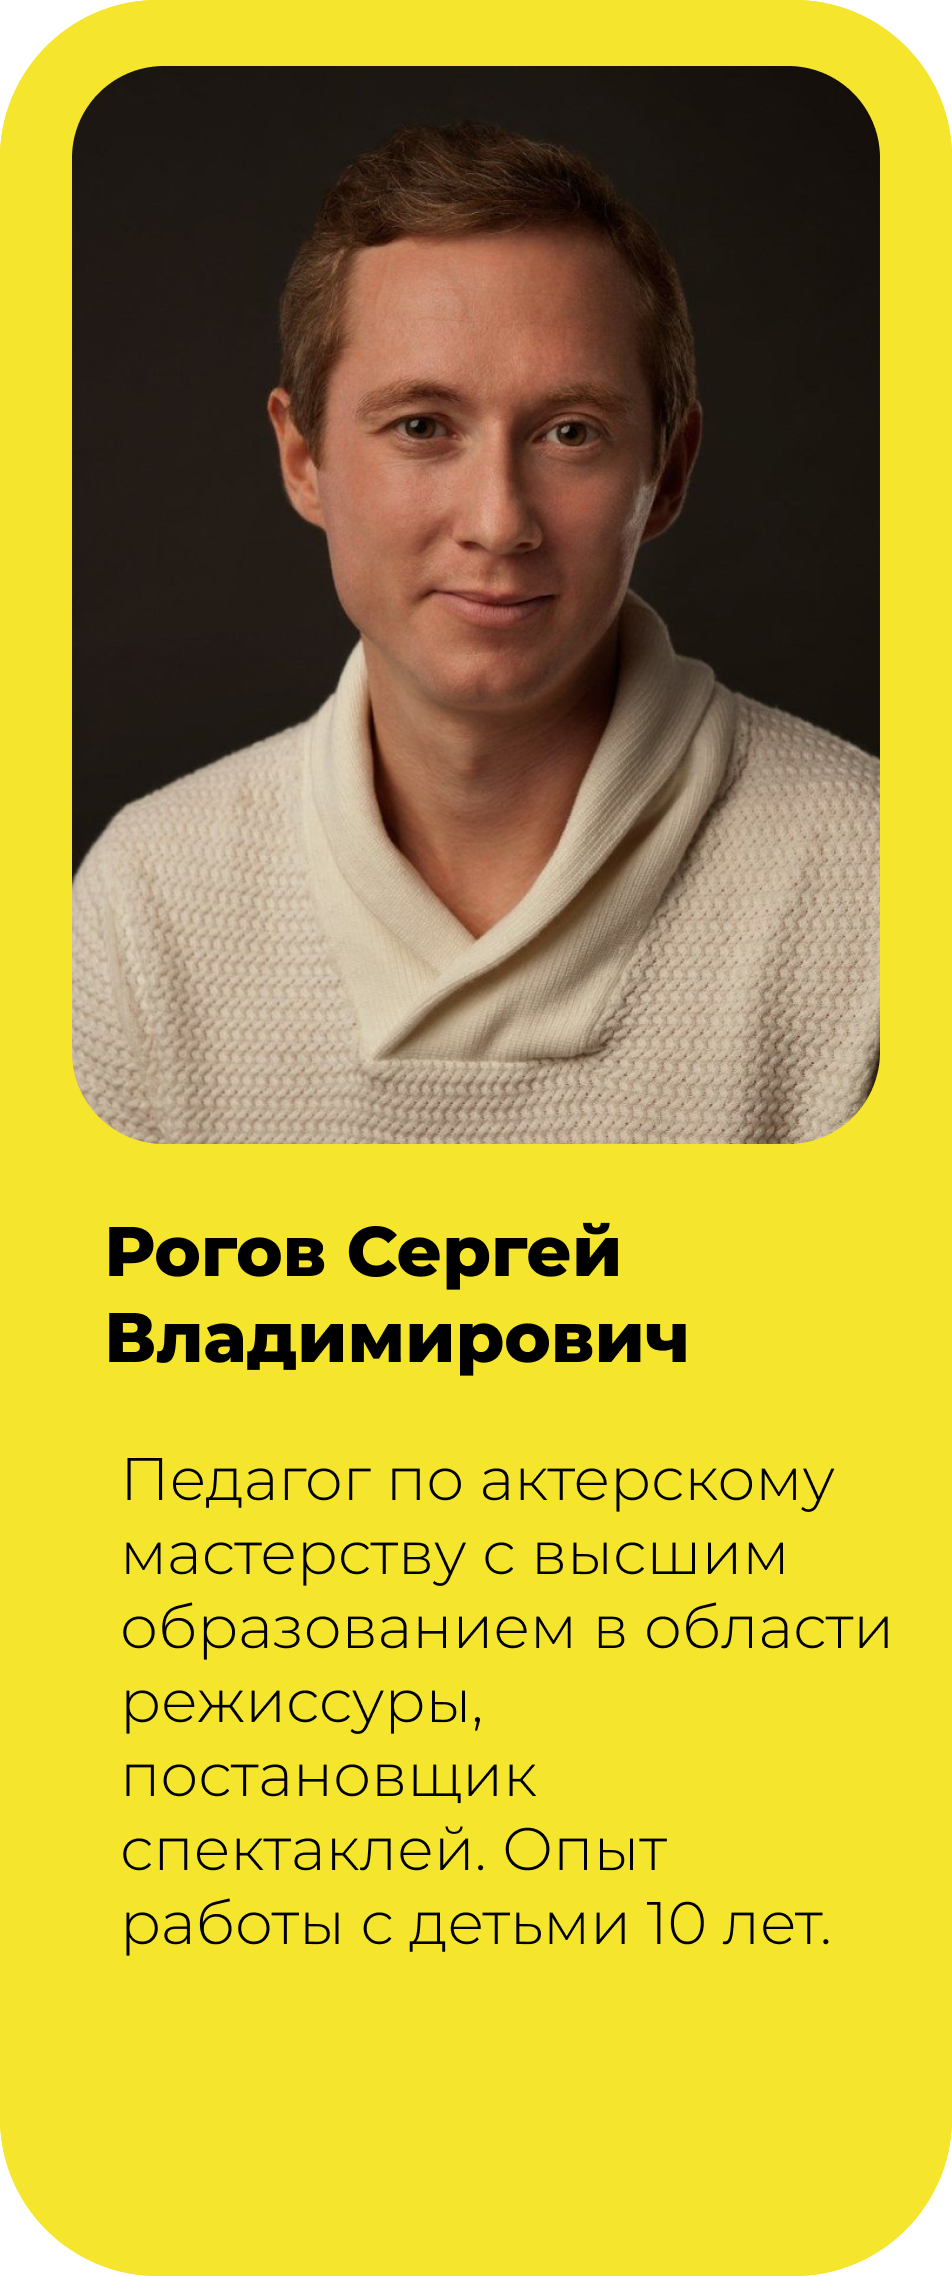 Рогов Сергей
Владимирович
Педагог по актерскому
мастерству с высшим
образованием в области
режиссуры,
постановщик
спектаклей. Опыт
работы с детьми 10 лет.